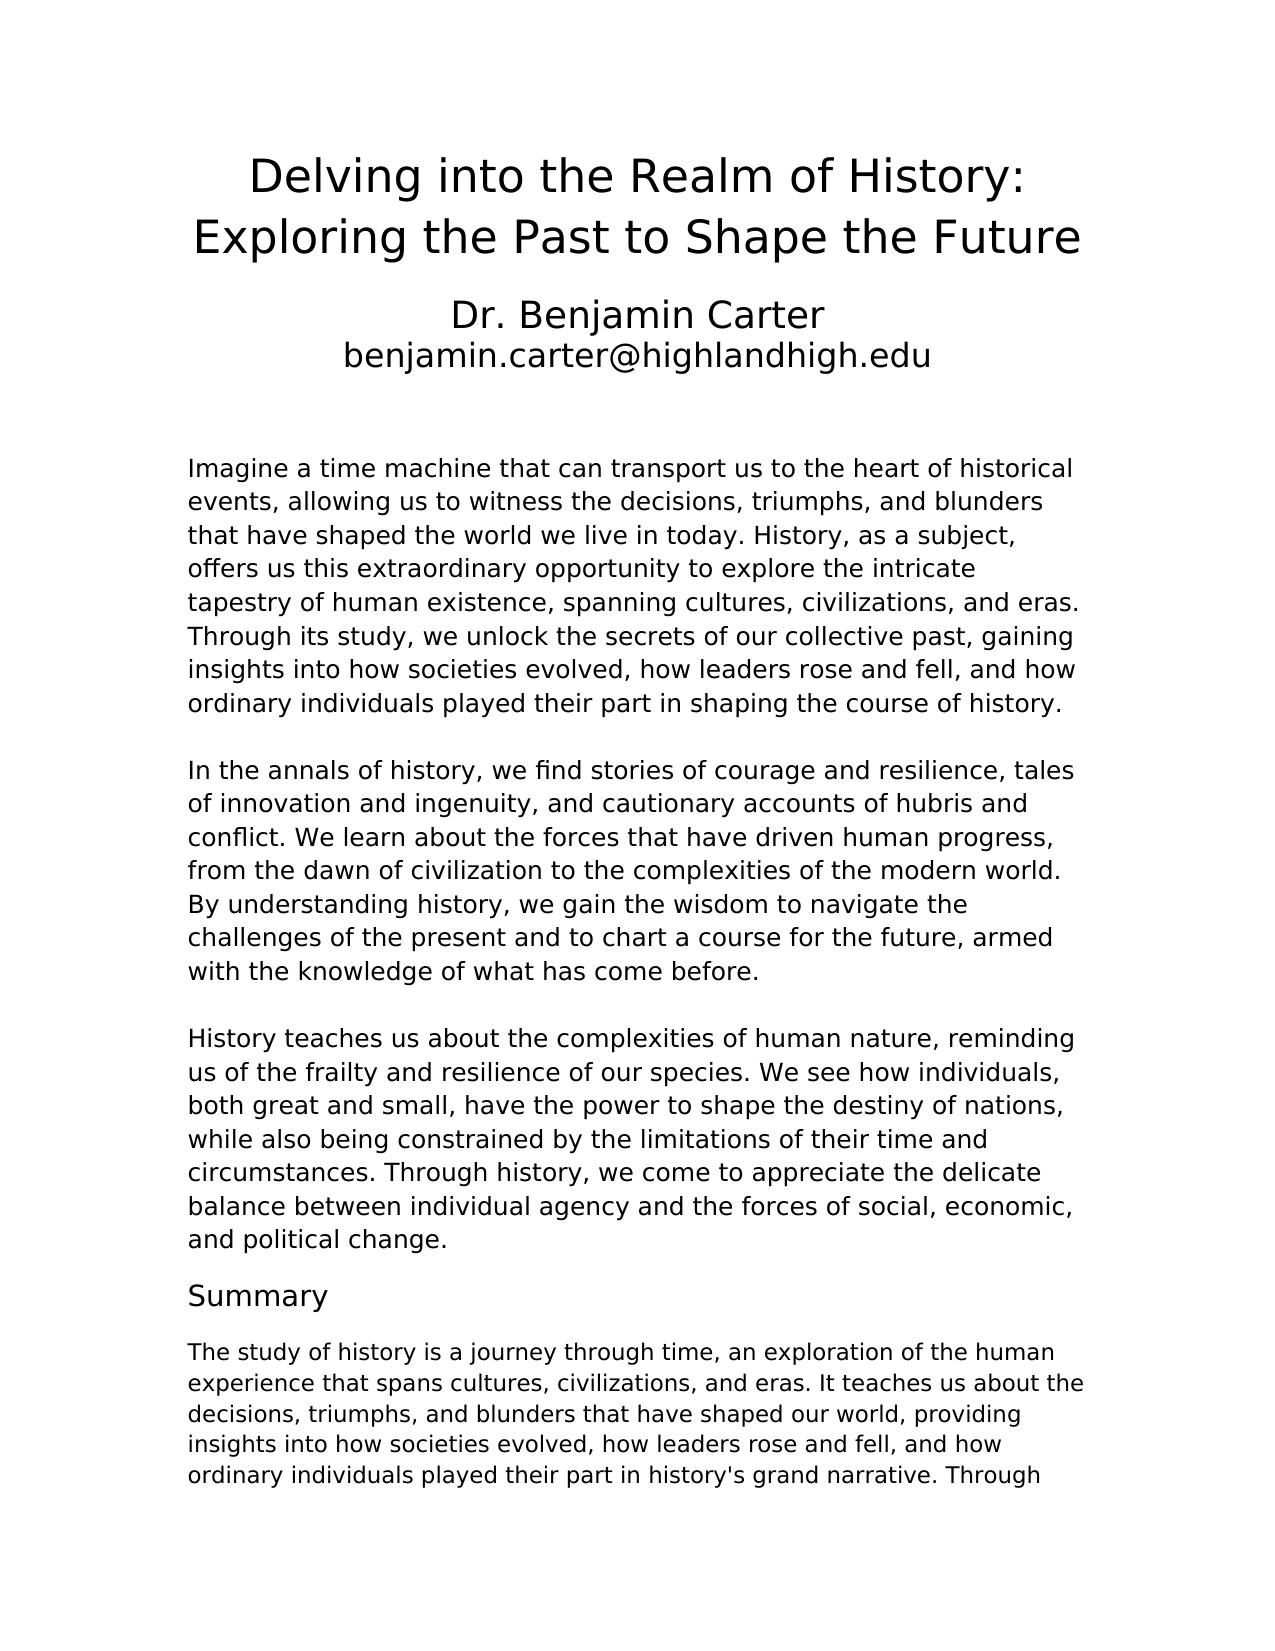 Delving into the Realm of History:
Exploring the Past to Shape the Future
Dr. Benjamin Carter
benjamin.carter@highlandhigh.edu
Imagine a time machine that can transport us to the heart of historical
events, allowing us to witness the decisions, triumphs, and blunders
that have shaped the world we live in today. History, as a subject,
offers us this extraordinary opportunity to explore the intricate
tapestry of human existence, spanning cultures, civilizations, and eras.
Through its study, we unlock the secrets of our collective past, gaining
insights into how societies evolved, how leaders rose and fell, and how
ordinary individuals played their part in shaping the course of history.
In the annals of history, we find stories of courage and resilience, tales
of innovation and ingenuity, and cautionary accounts of hubris and
conflict. We learn about the forces that have driven human progress,
from the dawn of civilization to the complexities of the modern world.
By understanding history, we gain the wisdom to navigate the
challenges of the present and to chart a course for the future, armed
with the knowledge of what has come before.
History teaches us about the complexities of human nature, reminding
us of the frailty and resilience of our species. We see how individuals,
both great and small, have the power to shape the destiny of nations,
while also being constrained by the limitations of their time and
circumstances. Through history, we come to appreciate the delicate
balance between individual agency and the forces of social, economic,
and political change.
Summary
The study of history is a journey through time, an exploration of the human
experience that spans cultures, civilizations, and eras. It teaches us about the
decisions, triumphs, and blunders that have shaped our world, providing
insights into how societies evolved, how leaders rose and fell, and how
ordinary individuals played their part in history's grand narrative. Through